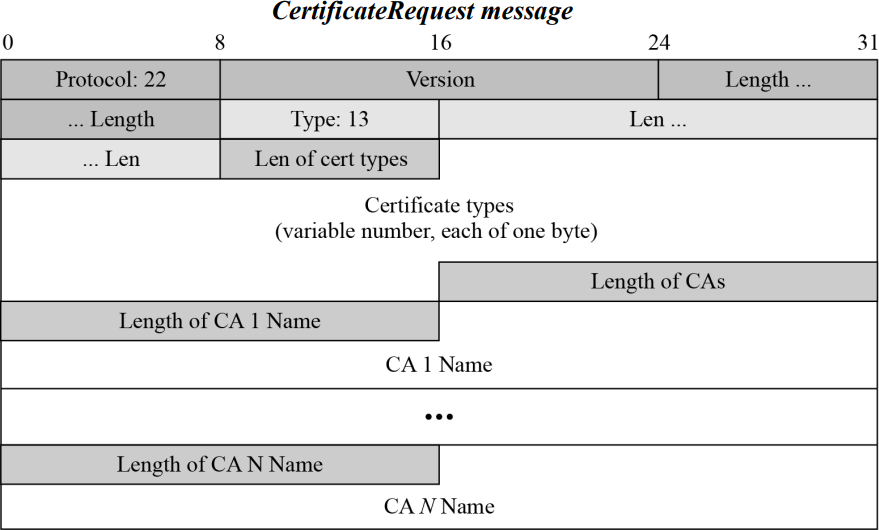 CertificateRequest message
0 8 16 24 31
Protocol: 22 Version Length ...
... Length Type: 13 Len ...
... Len Len of cert types
Certificate types
(variable number, each of one byte)
Length of CAs
Length of CA 1 Name
CA 1 Name
•••
Length of CA N Name
CA N Name